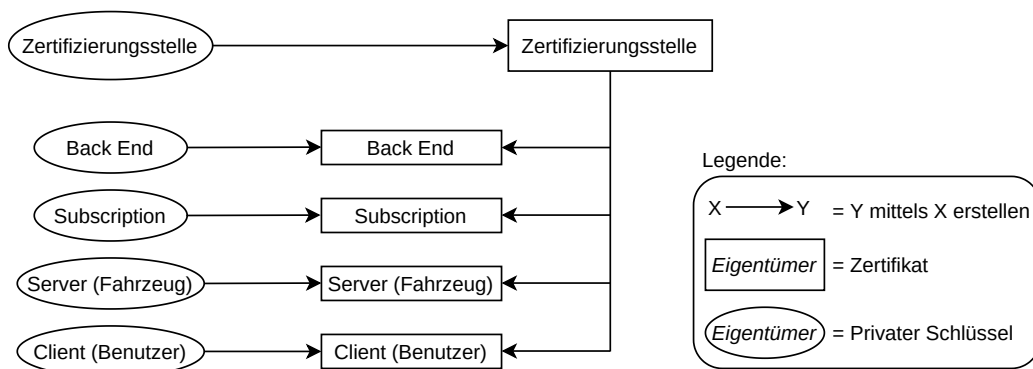 Zertifizierungsstelle
Zertifizierungsstelle
Back End
Back End
Subscription
Subscription
Server (Fahrzeug)
Server (Fahrzeug)
Client (Benutzer)
Client (Benutzer)
Legende:
X Y = Y mittels X erstellen
Eigentümer = Zertifikat
Eigentümer = Privater Schlüssel